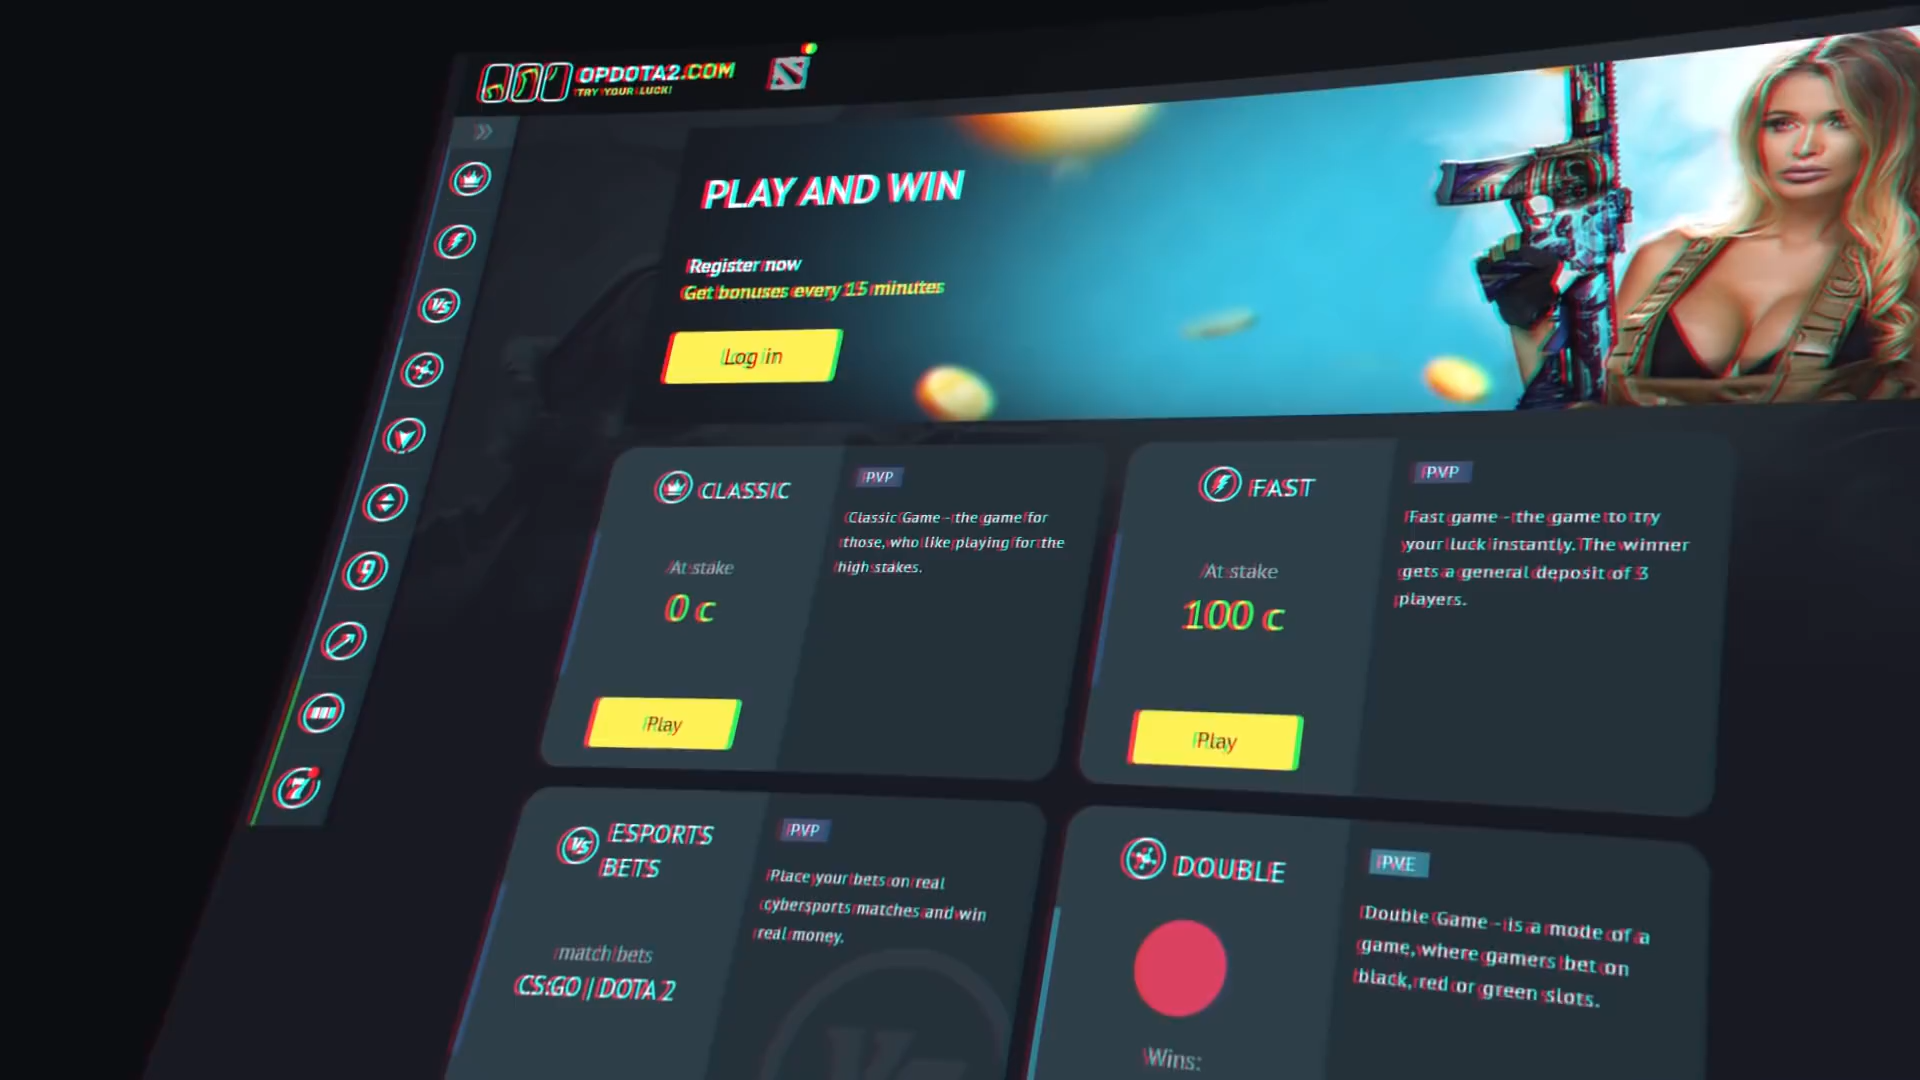 OPDOTA2.COM
TRY YOUR LUCK!
PLAY AND WIN
Register now
Get bonuses every 15 minutes
Log in
VS
9
7
CLASSIC
PVP
Classic Game - the game for
those, who like playing for the
high stakes.
At stake
0 c
Play
FAST
PVP
Fast game - the game to try
your luck instantly. The winner
gets a general deposit of 3
players.
At stake
100 c
Play
VS
ESPORTS
BETS
PVP
Place your bets on real
cybersports matches and win
real money.
match bets
CS:GO | DOTA 2
VS
DOUBLE
PVE
Double Game - is a mode of a
game, where gamers bet on
black, red or green slots.
Wins: